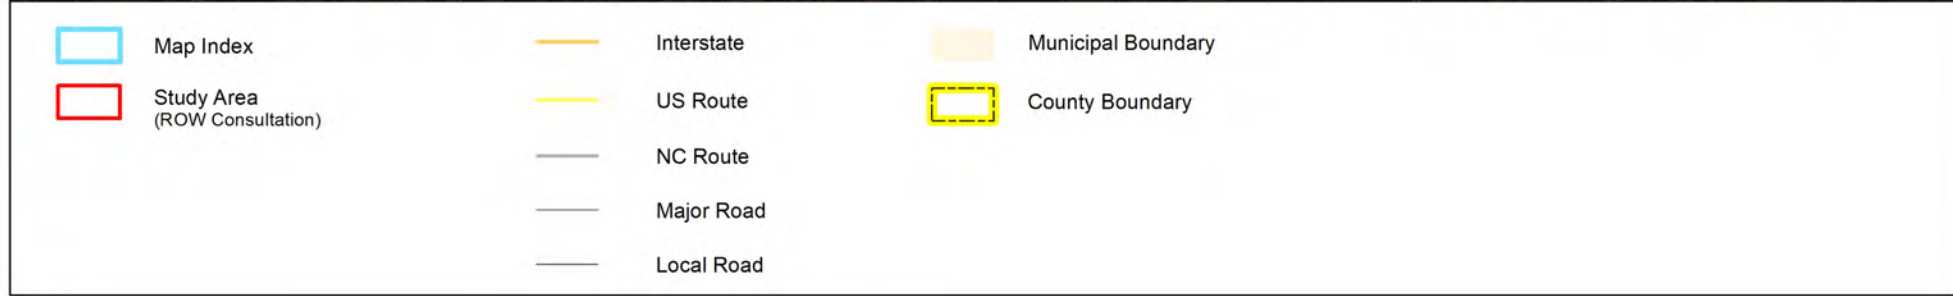 Map Index
Study Area
(ROW Consultation)
Interstate
US Route
NC Route
Major Road
Local Road
Municipal Boundary
County Boundary